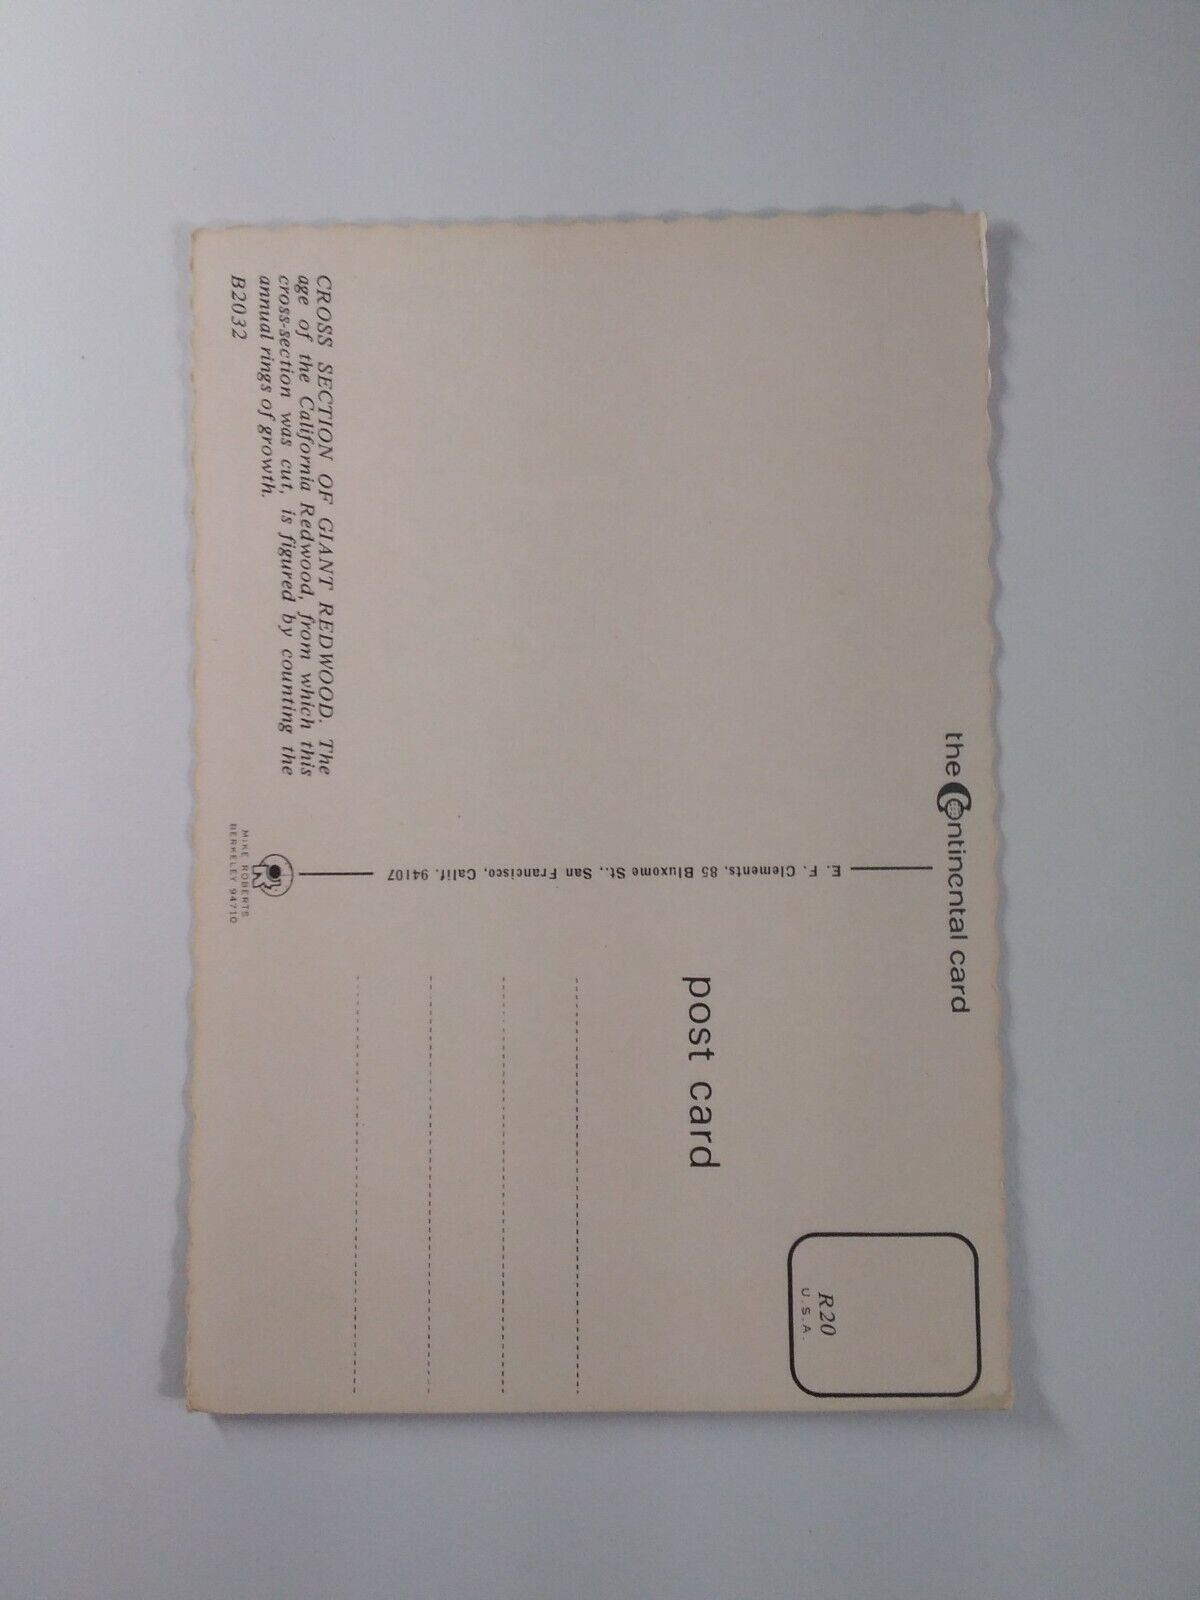 the Continental card
post card
R20
U.S.A.
E. F. Clements, 85 Bluxome St., San Francisco, Calif. 94107
CROSS SECTION OF GIANT REDWOOD. The
age of the California Redwood, from which this
cross-section was cut, is figured by counting the
annual rings of growth.
B2032
MIKE ROBERTS
BERKELEY 94710